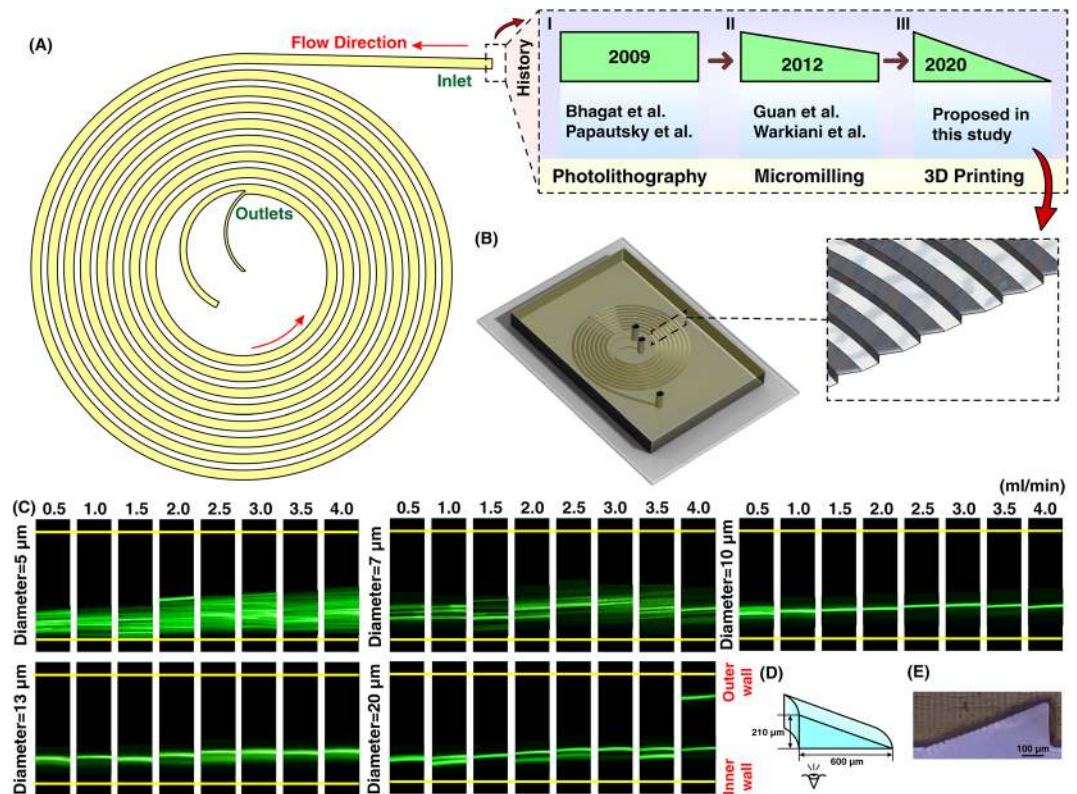 (A)
Flow Direction
Inlet
Outlets
History
I
II
III
2009
2012
2020
Bhagat et al.
Papautsky et al.
Guan et al.
Warkiani et al.
Proposed in
this study
Photolithography
Micromilling
3D Printing
(B)
(C)
(ml/min)
0.5 1.0 1.5 2.0 2.5 3.0 3.5 4.0
0.5 1.0 1.5 2.0 2.5 3.0 3.5 4.0
0.5 1.0 1.5 2.0 2.5 3.0 3.5 4.0
Diameter=5 μm
Diameter=7 μm
Diameter=10 μm
Diameter=13 μm
Diameter=20 μm
Outer
wall
Inner
wall
(D)
210 μm
600 μm
(E)
100 μm